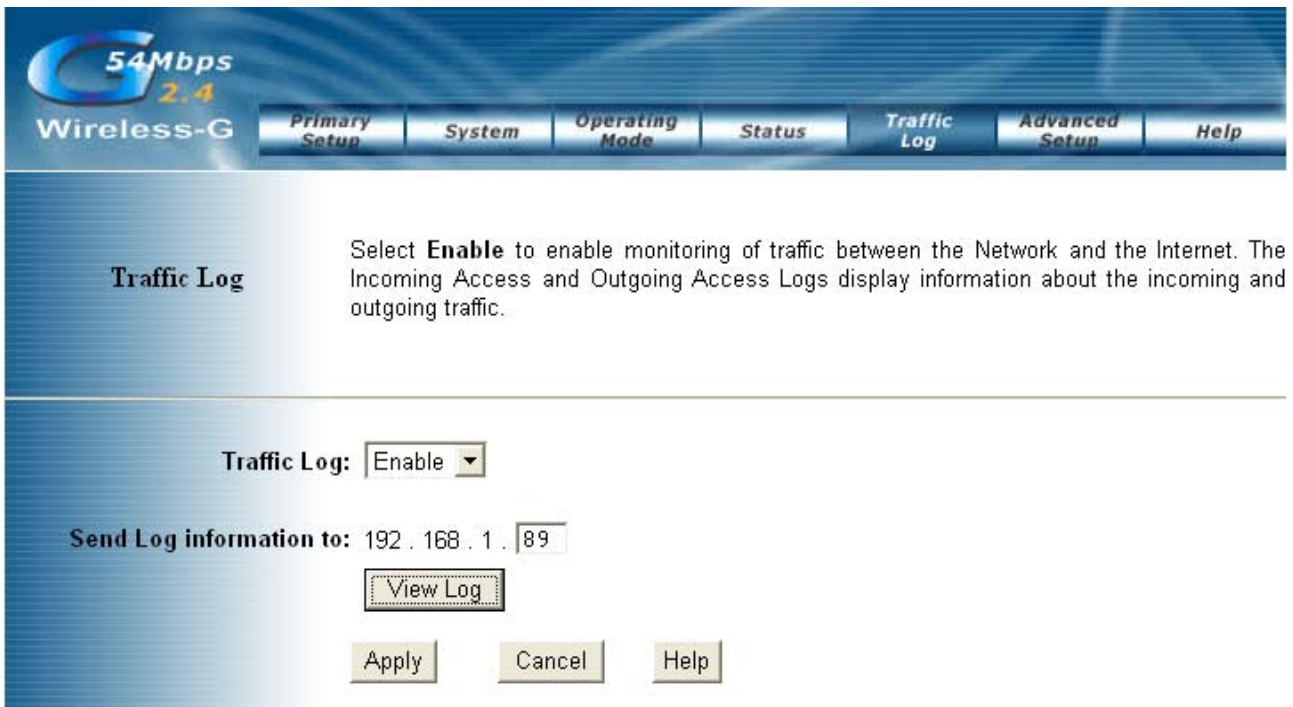 G
54Mbps
2.4
Wireless-G
Primary Setup
System
Operating Mode
Status
Traffic Log
Advanced Setup
Help
Traffic Log
Select Enable to enable monitoring of traffic between the Network and the Internet. The
Incoming Access and Outgoing Access Logs display information about the incoming and
outgoing traffic.
Traffic Log: Enable
Send Log information to: 192 . 168 . 1 . 89
View Log
Apply Cancel Help